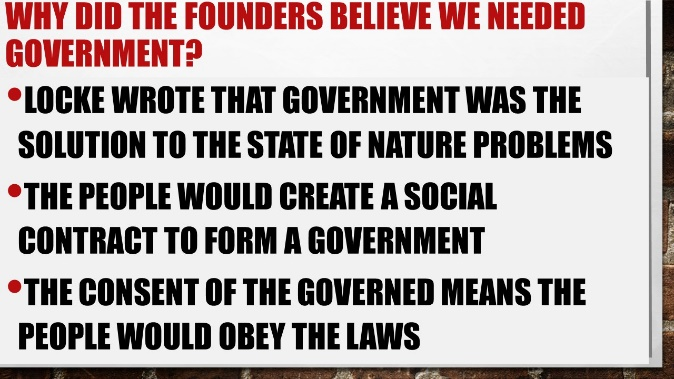 WHY DID THE FOUNDERS BELIEVE WE NEEDED
GOVERNMENT?
•LOCKE WROTE THAT GOVERNMENT WAS THE
SOLUTION TO THE STATE OF NATURE PROBLEMS
•THE PEOPLE WOULD CREATE A SOCIAL
CONTRACT TO FORM A GOVERNMENT
•THE CONSENT OF THE GOVERNED MEANS THE
PEOPLE WOULD OBEY THE LAWS